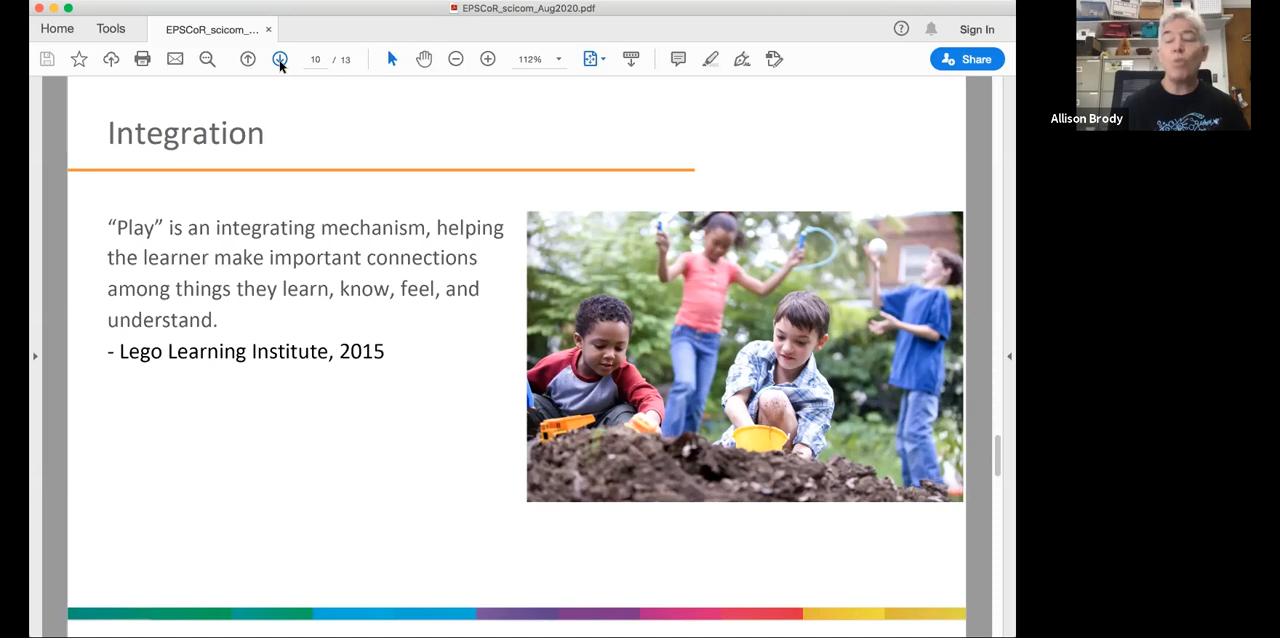 EPSCoR_scicom_Aug2020.pdf
Home
Tools
EPSCoR_scicom_... ×
Sign In
10 / 13
112%
Share
Allison Brody
Integration
“Play” is an integrating mechanism, helping
the learner make important connections
among things they learn, know, feel, and
understand.
- Lego Learning Institute, 2015